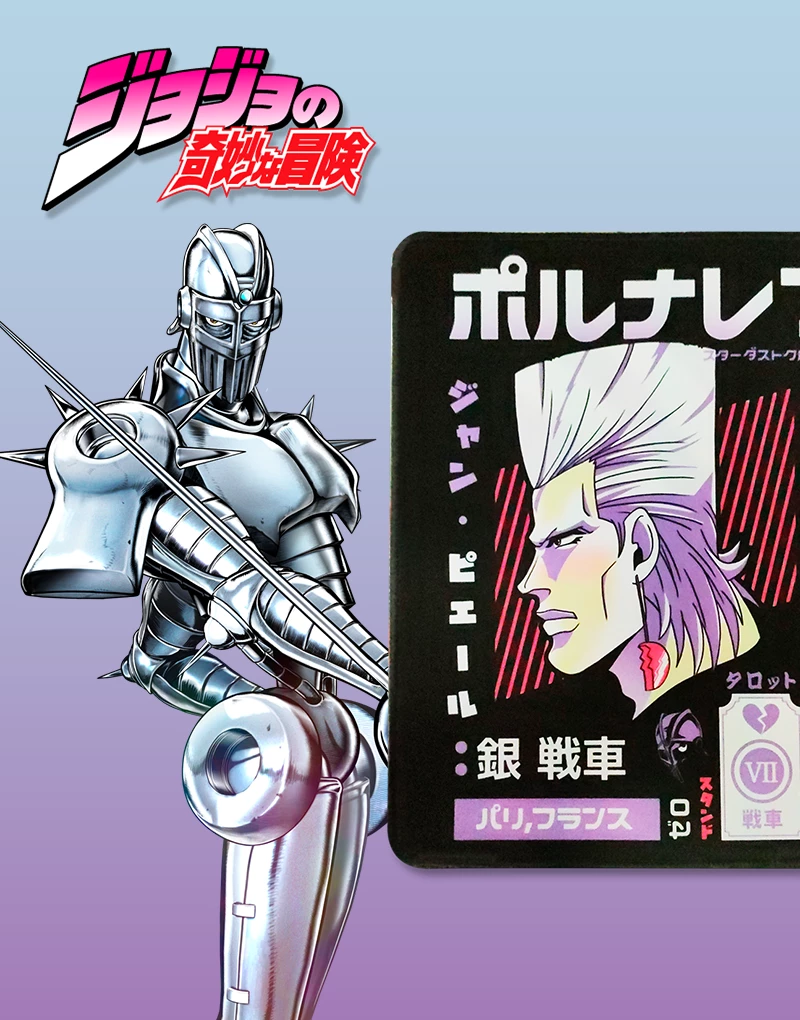 ジョジョの
奇妙な冒険
ポルナレフ
スターダストク
ジャン・ピエール
タロット
VII
戦車
:銀 戦車
パリ,フランス
スタンド